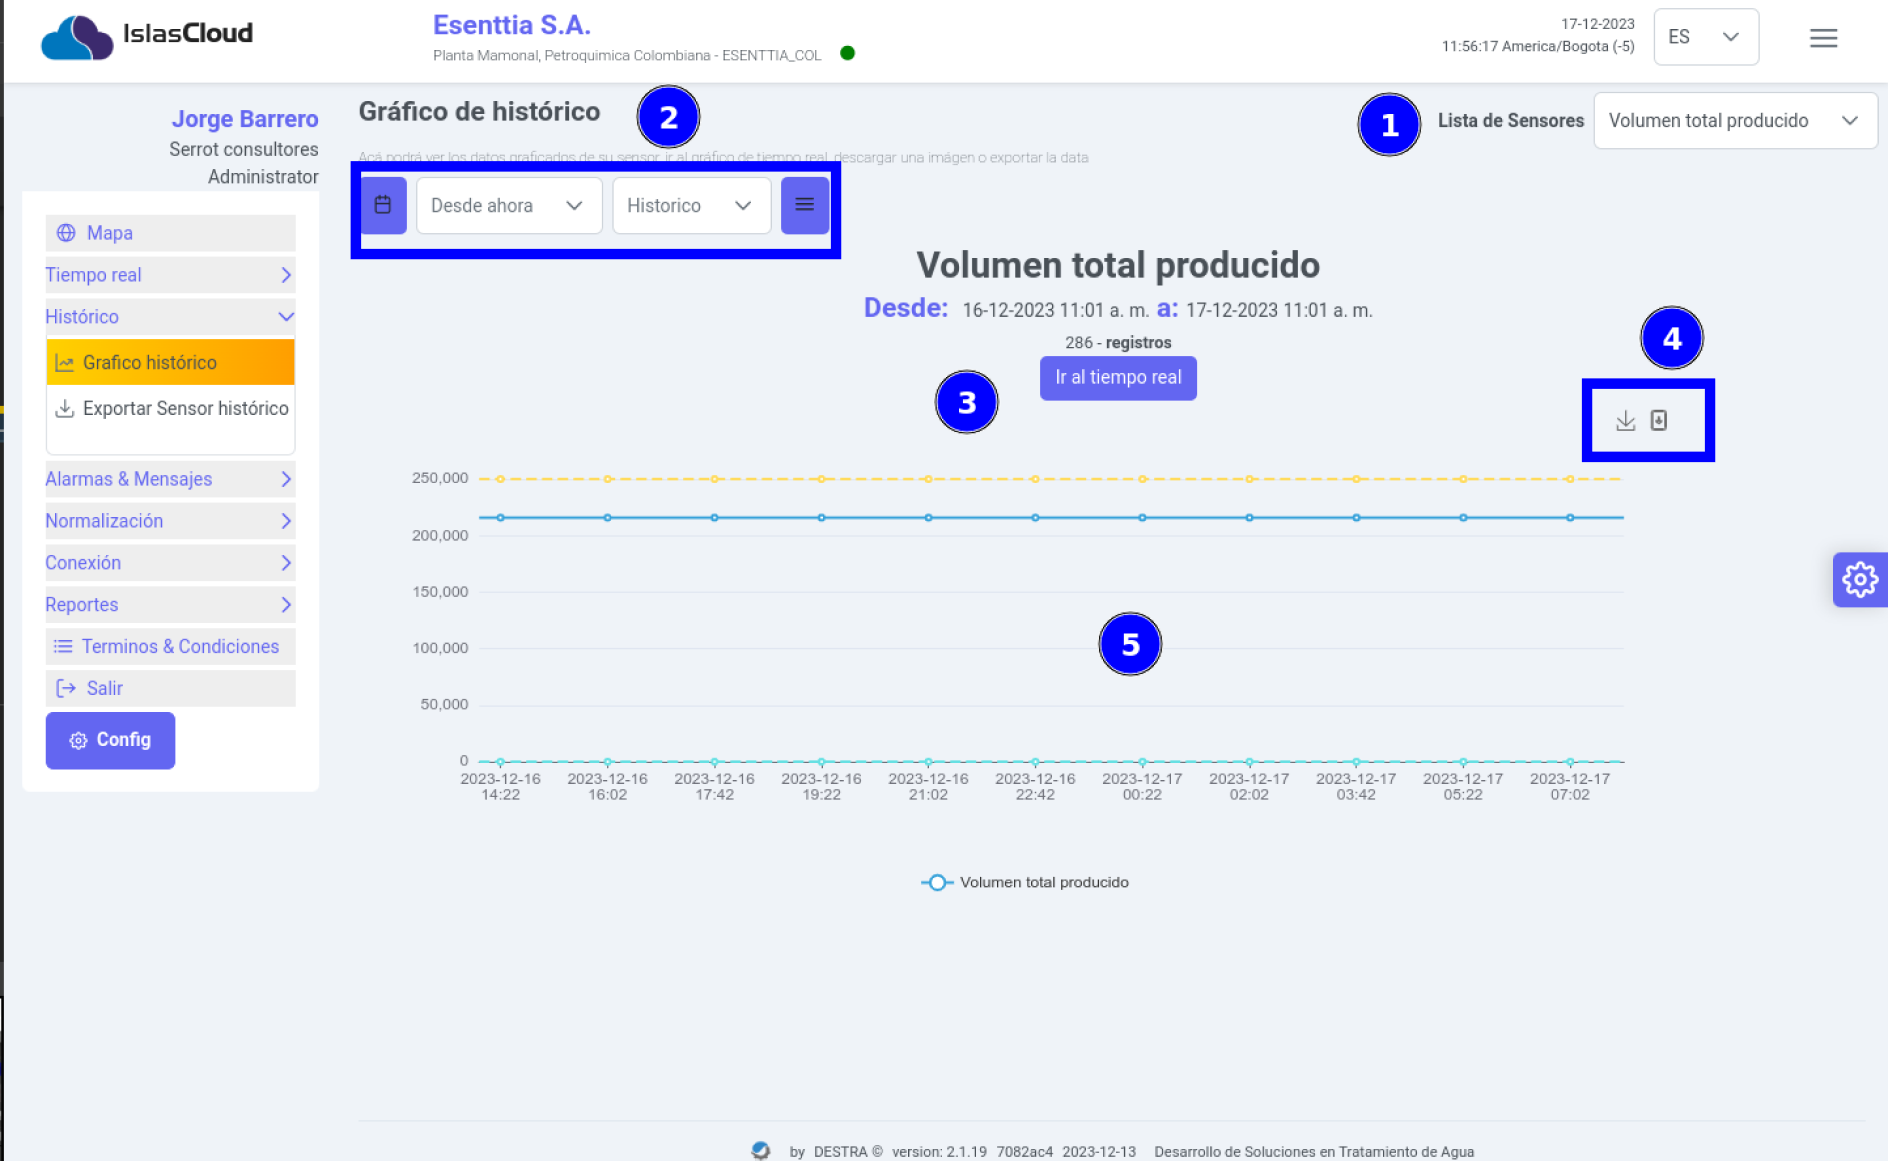 IslasCloud
Esenttia S.A.
Planta Mamonal, Petroquimica Colombiana - ESENTTIA_COL
17-12-2023
11:56:17 America/Bogota (-5)
ES
Jorge Barrero
Serrot consultores
Administrator
Mapa
Tiempo real
Histórico
Grafico histórico
Exportar Sensor histórico
Alarmas & Mensajes
Normalización
Conexión
Reportes
Terminos & Condiciones
Salir
Config
Gráfico de histórico
2
1
Lista de Sensores
Volumen total producido
Acá podrá ver los datos graficados de su sensor, ir al gráfico de tiempo real, descargar una imágen o exportar la data
Desde ahora
Historico
Volumen total producido
Desde: 16-12-2023 11:01 a. m. a: 17-12-2023 11:01 a. m.
286 - registros
Ir al tiempo real
3
4
250,000
200,000
150,000
100,000
50,000
0
5
2023-12-16 14:22
2023-12-16 16:02
2023-12-16 17:42
2023-12-16 19:22
2023-12-16 21:02
2023-12-16 22:42
2023-12-17 00:22
2023-12-17 02:02
2023-12-17 03:42
2023-12-17 05:22
2023-12-17 07:02
Volumen total producido
by DESTRA © version: 2.1.19 7082ac4 2023-12-13 Desarrollo de Soluciones en Tratamiento de Agua